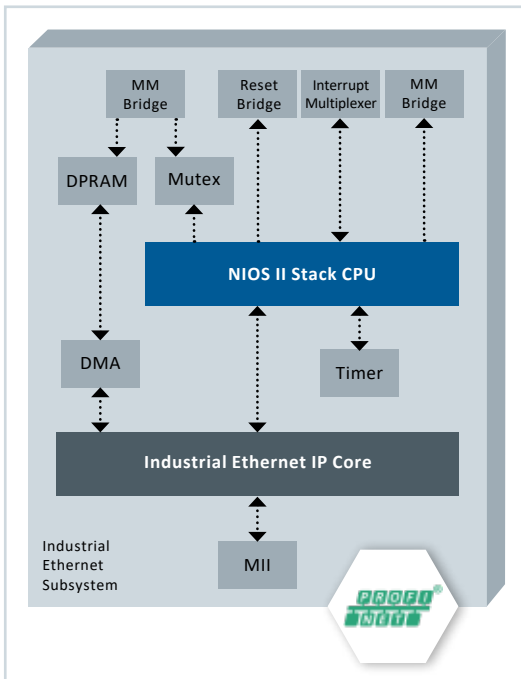 MM
Bridge
Reset
Bridge
Interrupt
Multiplexer
MM
Bridge
DPRAM
Mutex
NIOS II Stack CPU
DMA
Timer
Industrial Ethernet IP Core
Industrial
Ethernet
Subsystem
MII
PROFI
NET
®